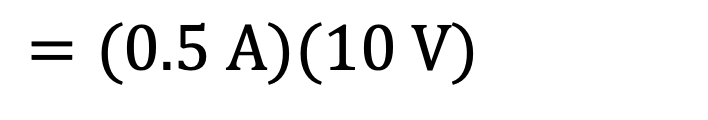 = (0.5 A)(10 V)